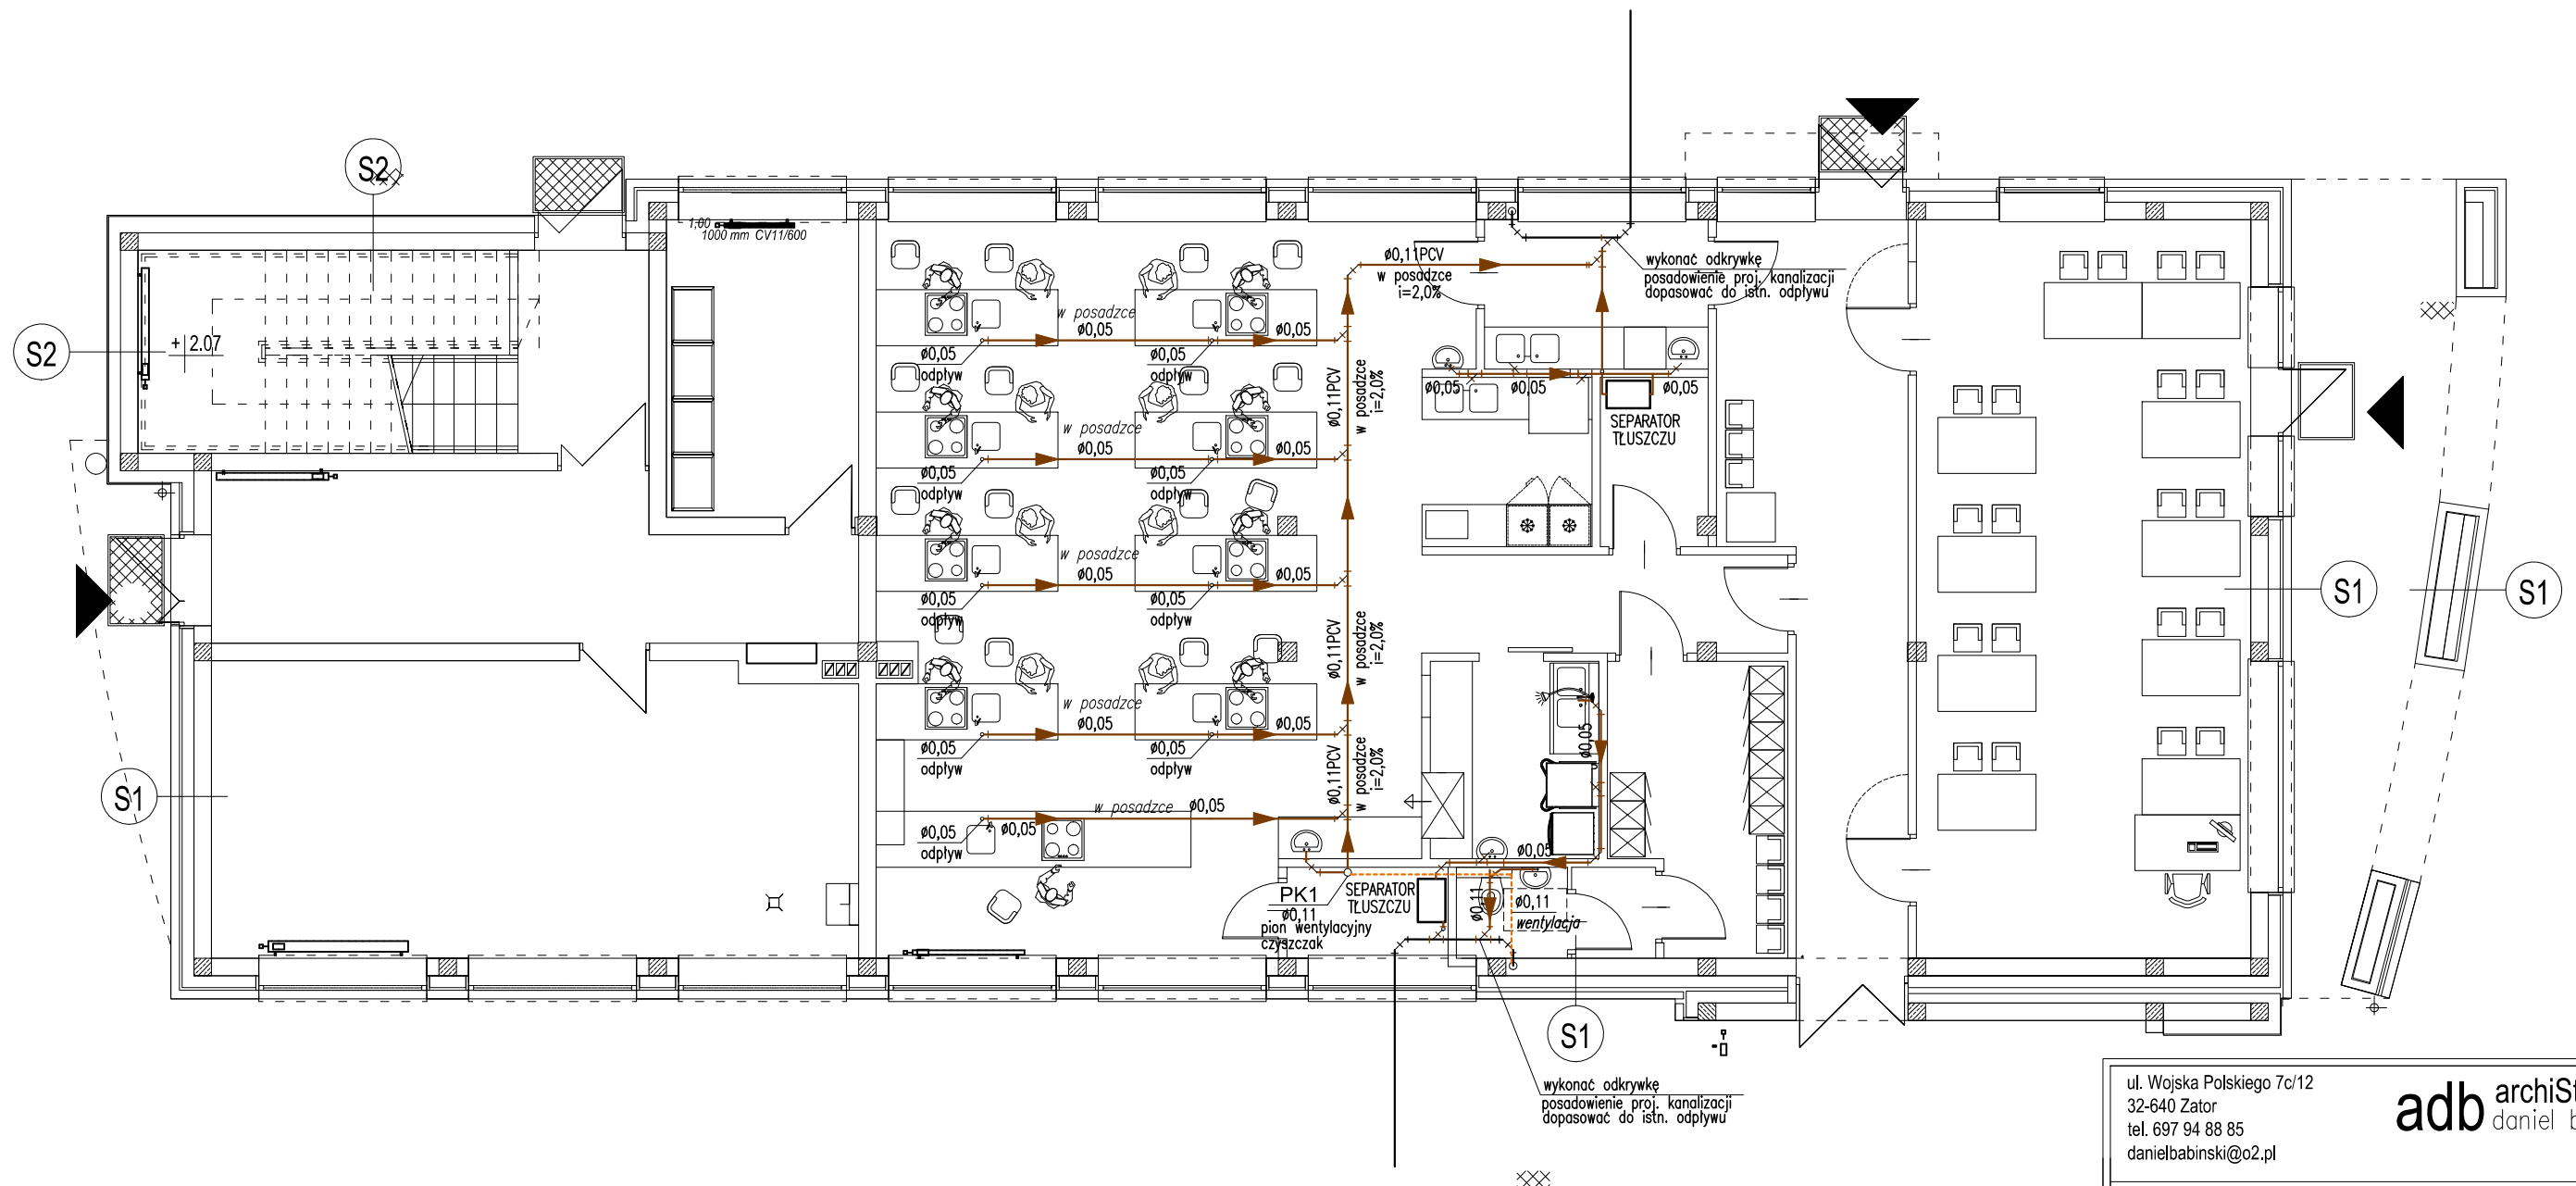 S2
1,00
1000 mm CV11/600
S2
+ 2.07
ø0,11PCV
w posadzce
i=2,0%
wykonać odkrywkę
posadowienie proj. kanalizacji
dopasować do istn. odpływu
w posadzce
ø0,05
ø0,05
ø0,05
odpływ
ø0,05
odpływ
ø0,11PCV
w posadzce
i=2,0%
ø0,05
ø0,05
ø0,05
SEPARATOR
TŁUSZCZU
w posadzce
ø0,05
ø0,05
ø0,05
odpływ
ø0,05
odpływ
w posadzce
ø0,05
ø0,05
ø0,05
odpływ
ø0,05
odpływ
S1
S1
ø0,11PCV
w posadzce
i=2,0%
w posadzce
ø0,05
ø0,05
ø0,05
odpływ
ø0,05
odpływ
ø0,05
ø0,11PCV
w posadzce
i=2,0%
S1
w posadzce ø0,05
ø0,05
odpływ
ø0,05
ø0,05
PK1
ø0,11
pion wentylacyjny
czyszczak
SEPARATOR
TŁUSZCZU
ø0,11
ø0,11
wentylacja
S1
wykonać odkrywkę
posadowienie proj. kanalizacji
dopasować do istn. odpływu
ul. Wojska Polskiego 7c/12
32-640 Zator
tel. 697 94 88 85
danielbabinski@o2.pl
adb
archiSt
daniel b